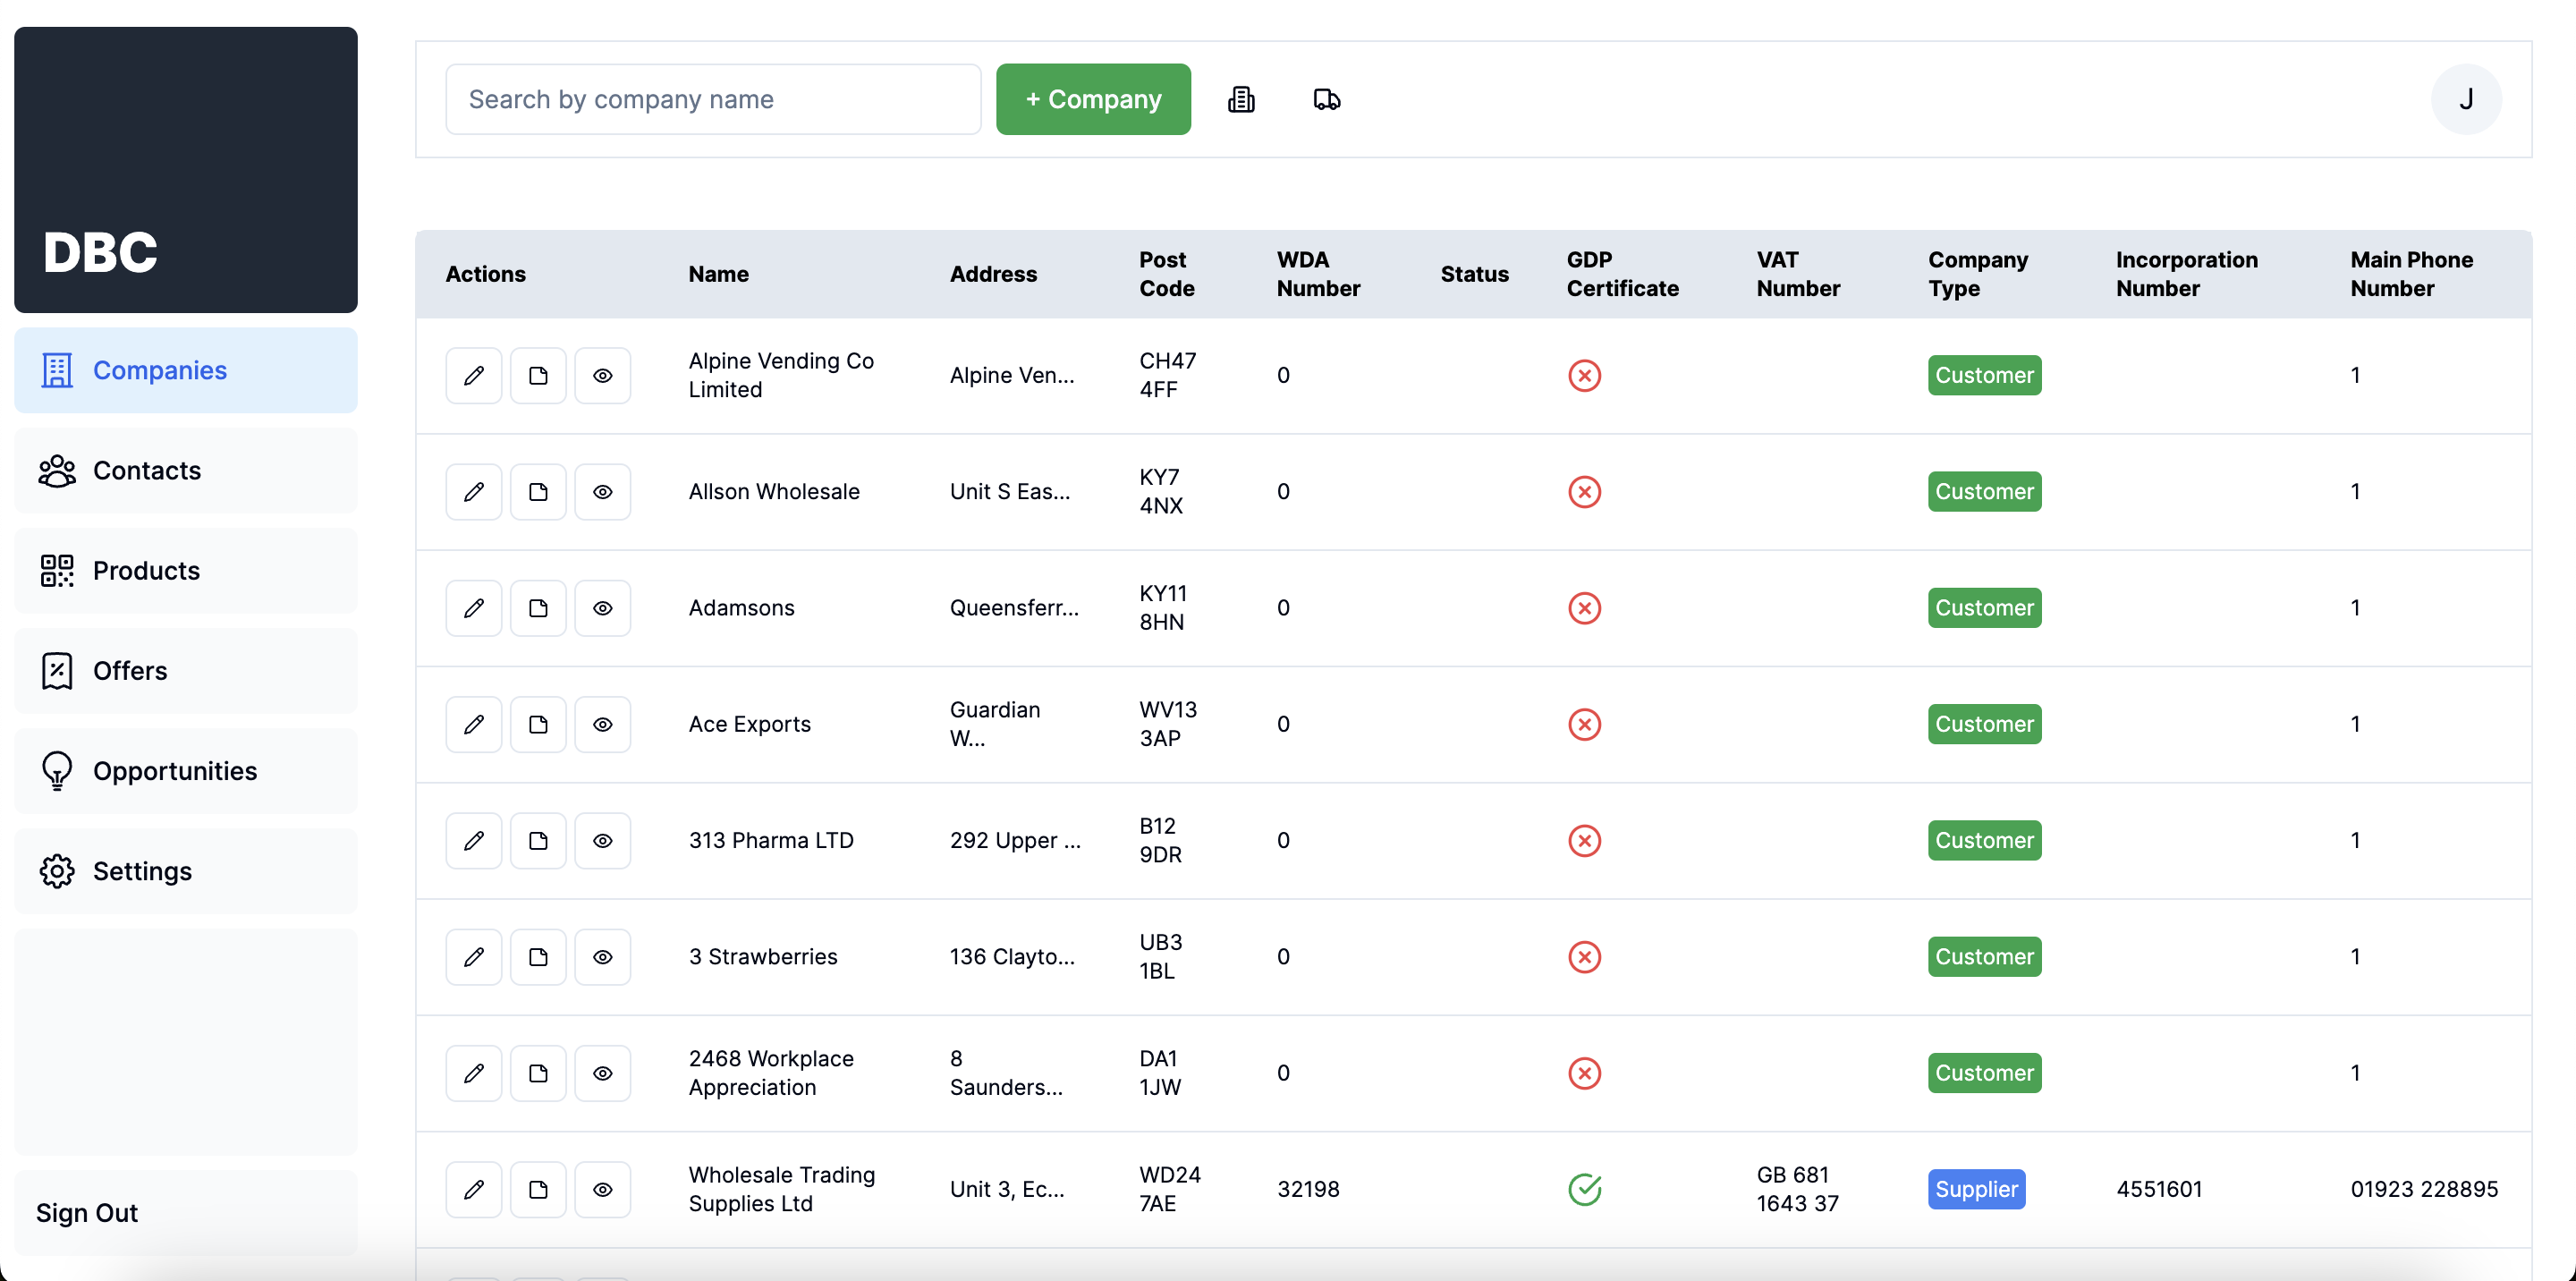 DBC
Companies
Contacts
Products
Offers
Opportunities
Settings
Sign Out
Search by company name
+ Company
J
Actions Name Address Post Code WDA Number Status GDP Certificate VAT Number Company Type Incorporation Number Main Phone Number
Alpine Vending Co Limited Alpine Ven... CH47 4FF 0 Customer 1
Allson Wholesale Unit S Eas... KY7 4NX 0 Customer 1
Adamsons Queensferr... KY11 8HN 0 Customer 1
Ace Exports Guardian W... WV13 3AP 0 Customer 1
313 Pharma LTD 292 Upper ... B12 9DR 0 Customer 1
3 Strawberries 136 Clayto... UB3 1BL 0 Customer 1
2468 Workplace Appreciation 8 Saunders... DA1 1JW 0 Customer 1
Wholesale Trading Supplies Ltd Unit 3, Ec... WD24 7AE 32198 GB 681 1643 37 Supplier 4551601 01923 228895